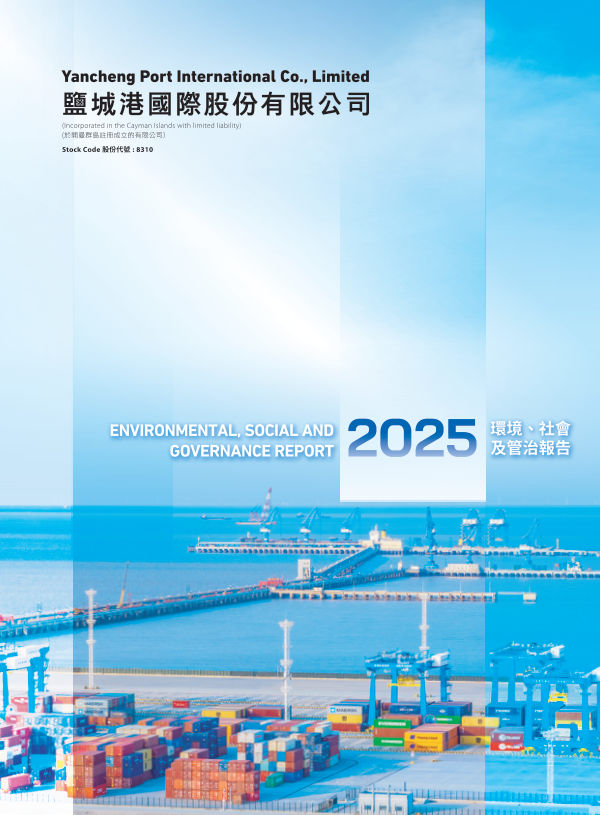 Yancheng Port International Co., Limited
鹽城港國際股份有限公司
(Incorporated in the Cayman Islands with limited liability)
(於開曼群島註冊成立的有限公司)
Stock Code 股份代號 : 8310
ENVIRONMENTAL, SOCIAL AND
GOVERNANCE REPORT
2025
環境、社會
及管治報告